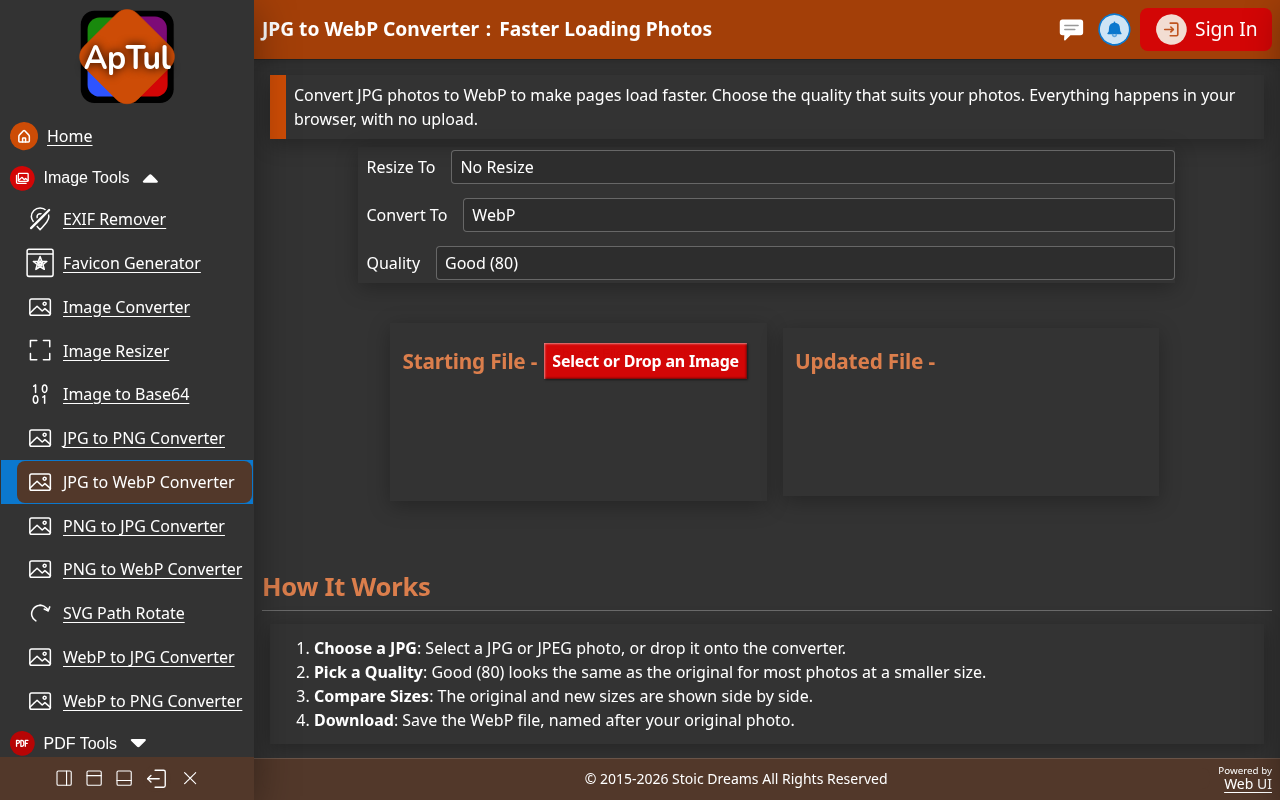 ApTul
Home
Image Tools
EXIF Remover
Favicon Generator
Image Converter
Image Resizer
Image to Base64
JPG to PNG Converter
JPG to WebP Converter
PNG to JPG Converter
PNG to WebP Converter
SVG Path Rotate
WebP to JPG Converter
WebP to PNG Converter
PDF Tools
JPG to WebP Converter : Faster Loading Photos
Sign In
Convert JPG photos to WebP to make pages load faster. Choose the quality that suits your photos. Everything happens in your
browser, with no upload.
Resize To No Resize
Convert To WebP
Quality Good (80)
Starting File - Select or Drop an Image
Updated File -
How It Works
1. Choose a JPG: Select a JPG or JPEG photo, or drop it onto the converter.
2. Pick a Quality: Good (80) looks the same as the original for most photos at a smaller size.
3. Compare Sizes: The original and new sizes are shown side by side.
4. Download: Save the WebP file, named after your original photo.
© 2015-2026 Stoic Dreams All Rights Reserved
Powered by
Web UI